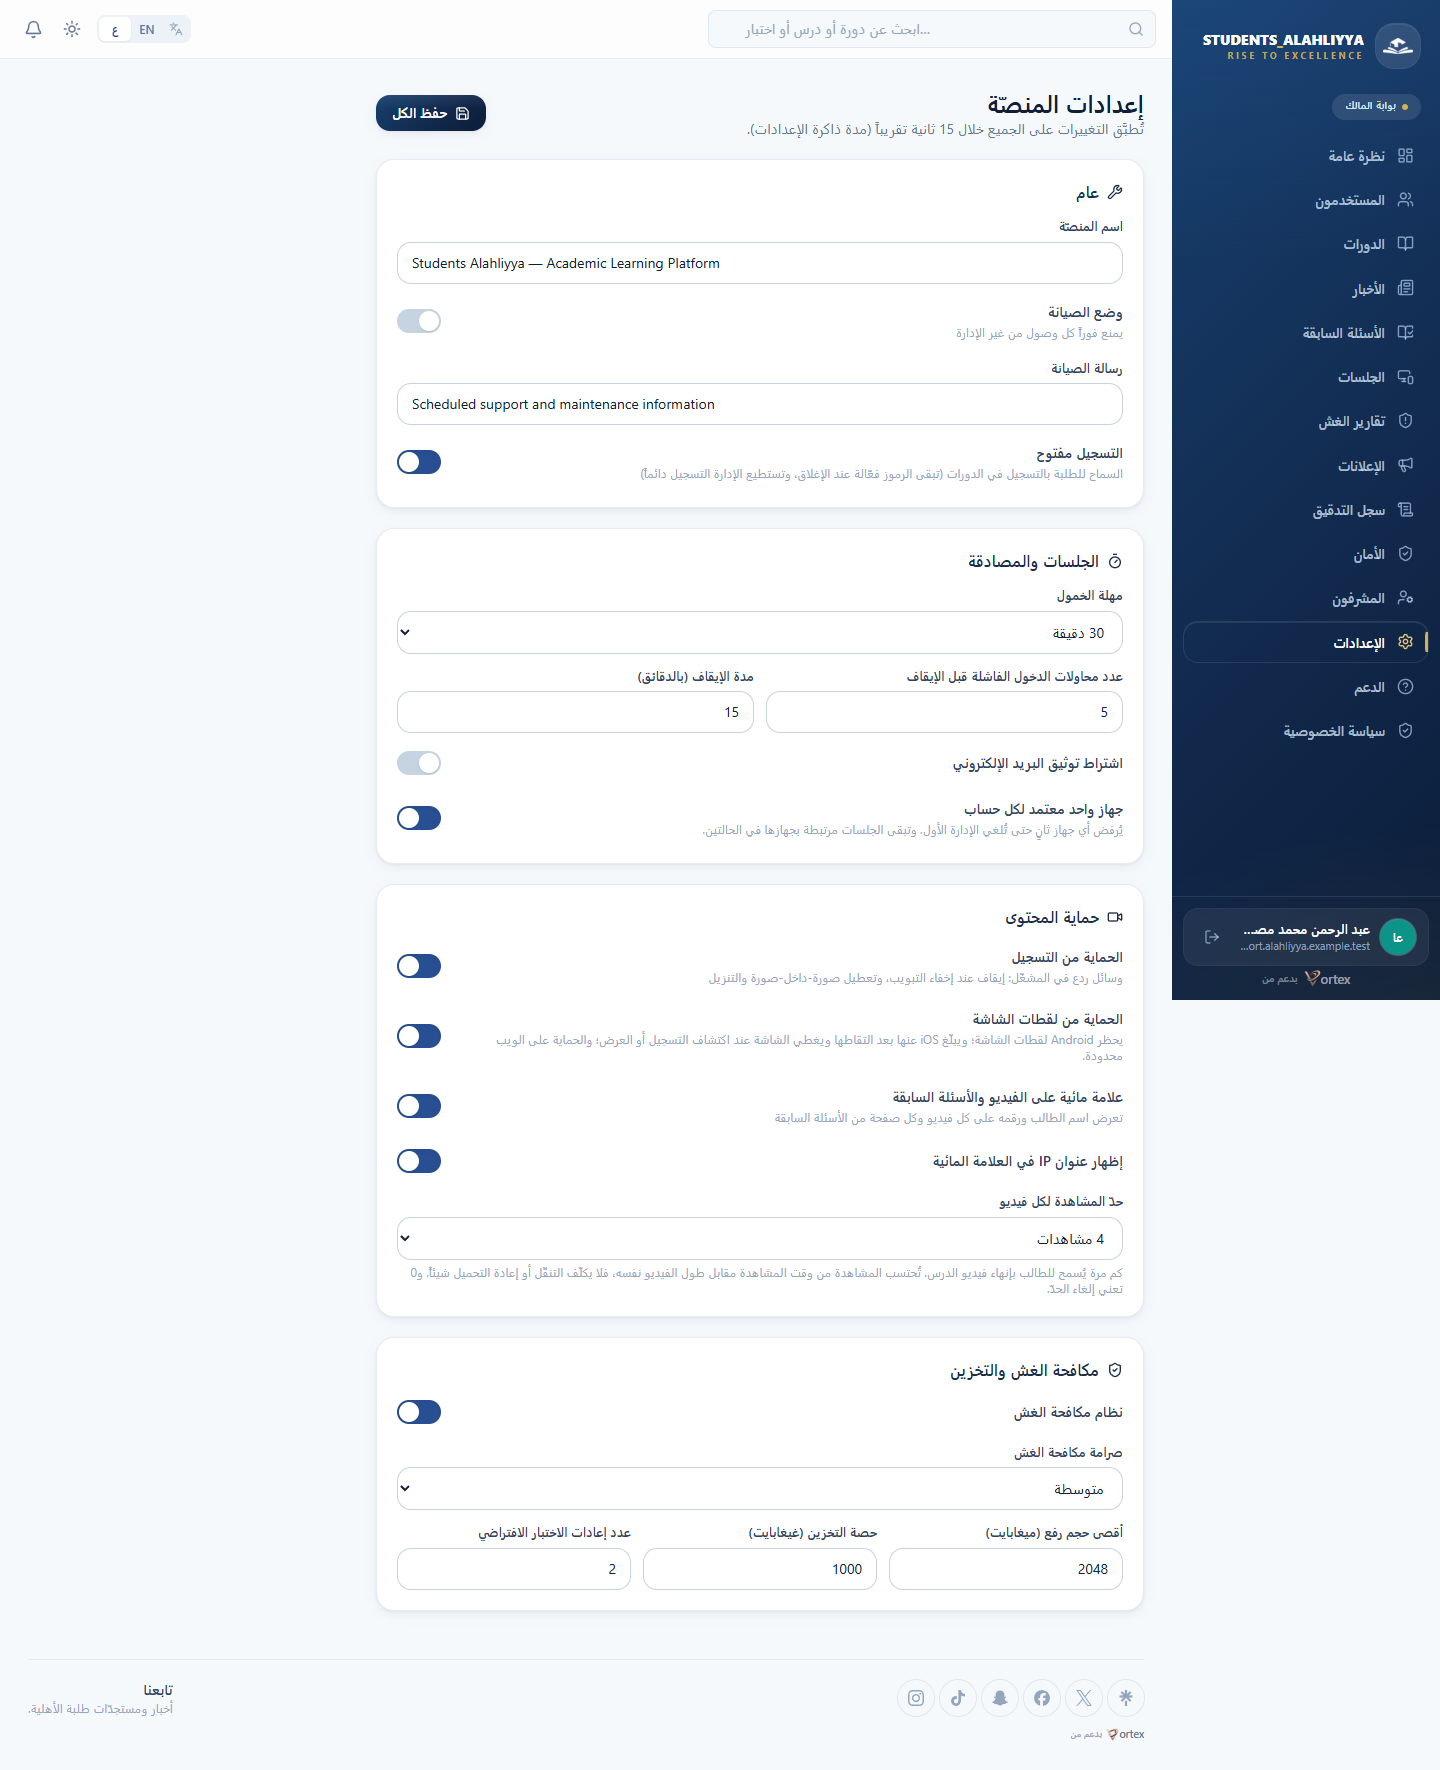 STUDENTS_ALAHLIYYA
RISE TO EXCELLENCE
بوابة المالك
نظرة عامة
المستخدمون
الدورات
الأخبار
الأسئلة السابقة
الجلسات
تقارير الغش
الإعلانات
سجل التدقيق
الأمان
المشرفون
الإعدادات
الدعم
سياسة الخصوصية
عا
عبد الرحمن محمد مصـ...
...ort.alahliyya.example.test
بدعم من Vortex
ابحث عن دورة أو درس أو اختبار...
EN
ع
إعدادات المنصّة
تُطبَّق التغييرات على الجميع خلال 15 ثانية تقريباً (مدة ذاكرة الإعدادات).
حفظ الكل
عام
اسم المنصّة
Students Alahliyya — Academic Learning Platform
وضع الصيانة
يمنع فوراً كل وصول من غير الإدارة
رسالة الصيانة
Scheduled support and maintenance information
التسجيل مفتوح
السماح للطلبة بالتسجيل في الدورات (تبقى الرموز فعّالة عند الإغلاق، وتستطيع الإدارة التسجيل دائماً)
الجلسات والمصادقة
مهلة الخمول
30 دقيقة
عدد محاولات الدخول الفاشلة قبل الإيقاف
مدة الإيقاف (بالدقائق)
5
15
اشتراط توثيق البريد الإلكتروني
جهاز واحد معتمد لكل حساب
يُرفض أي جهاز ثانٍ حتى تُلغي الإدارة الأول. وتبقى الجلسات مرتبطة بجهازها في الحالتين.
حماية المحتوى
الحماية من التسجيل
وسائل ردع في المشغّل: إيقاف عند إخفاء التبويب، وتعطيل صورة-داخل-صورة والتنزيل
الحماية من لقطات الشاشة
يحظر Android لقطات الشاشة؛ ويبلّغ iOS عنها بعد التقاطها ويغطي الشاشة عند اكتشاف التسجيل أو العرض؛ والحماية على الويب
محدودة.
علامة مائية على الفيديو والأسئلة السابقة
تعرض اسم الطالب ورقمه على كل فيديو وكل صفحة من الأسئلة السابقة
إظهار عنوان IP في العلامة المائية
حدّ المشاهدة لكل فيديو
4 مشاهدات
كم مرة يُسمح للطالب بإنهاء فيديو الدرس. تُحتسب المشاهدة من وقت المشاهدة مقابل طول الفيديو نفسه، فلا يكلّف التنقّل أو إعادة التحميل شيئاً. و0
تعني إلغاء الحدّ.
مكافحة الغش والتخزين
نظام مكافحة الغش
صرامة مكافحة الغش
متوسطة
أقصى حجم رفع (ميغابايت)
حصة التخزين (غيغابايت)
عدد إعادات الاختبار الافتراضي
2048
1000
2
تابعنا
أخبار ومستجدّات طلبة الأهلية.
بدعم من Vortex